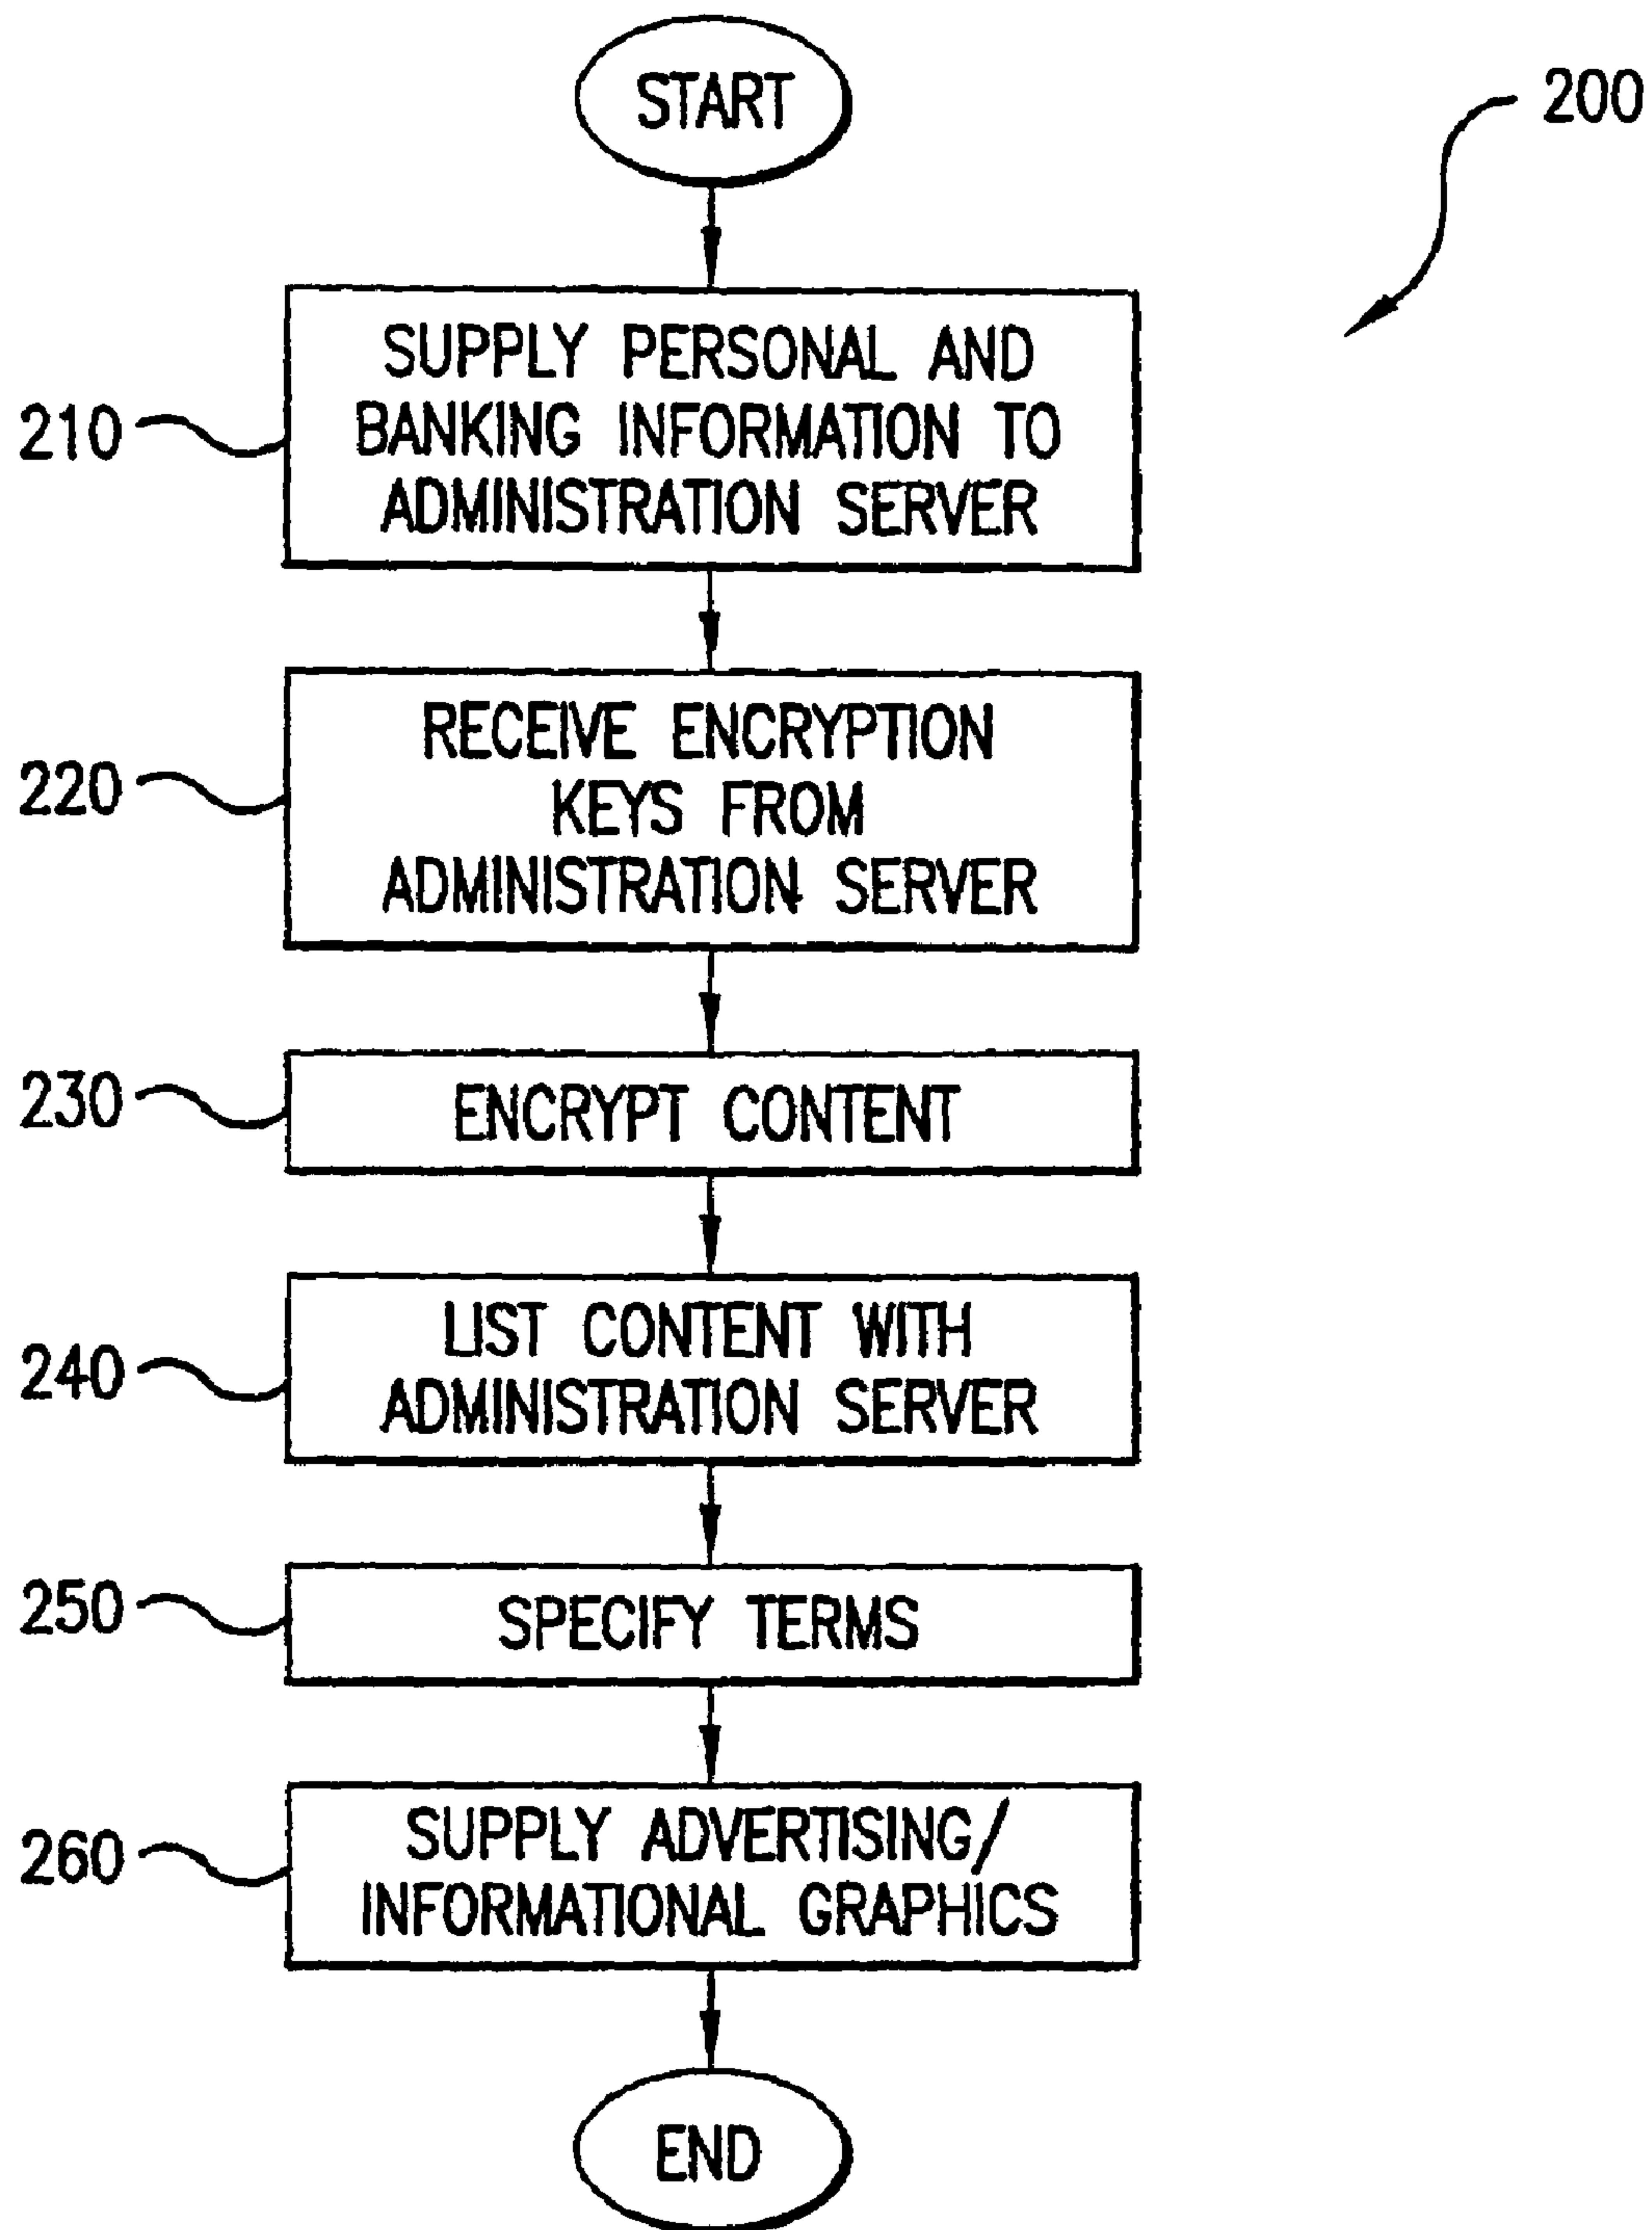 START
200
SUPPLY PERSONAL AND
BANKING INFORMATION TO
ADMINISTRATION SERVER
210
RECEIVE ENCRYPTION
KEYS FROM
ADMINISTRATION SERVER
220
ENCRYPT CONTENT
230
LIST CONTENT WITH
ADMINISTRATION SERVER
240
SPECIFY TERMS
250
SUPPLY ADVERTISING/
INFORMATIONAL GRAPHICS
260
END